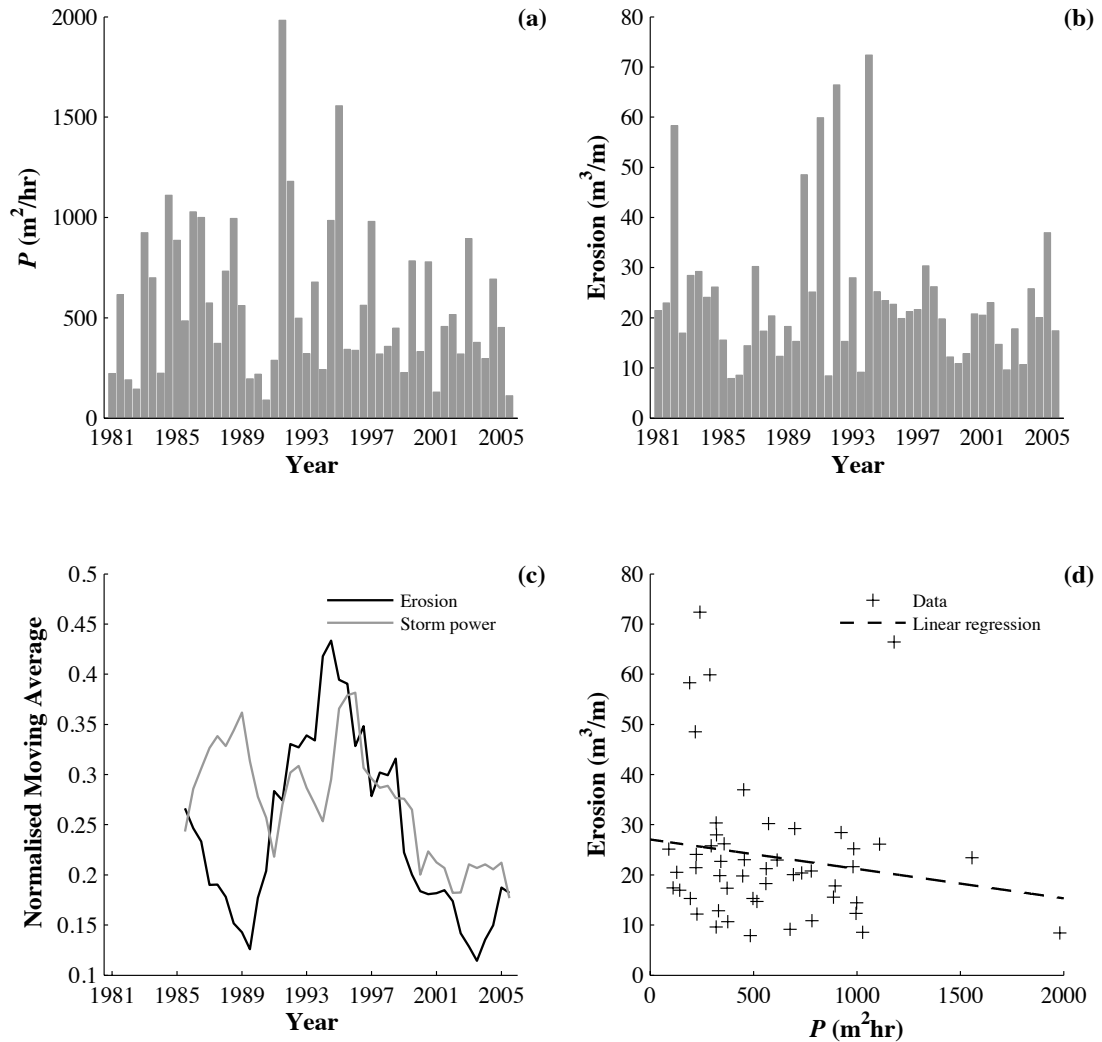 (a)
2000
1500
1000
500
0
P (m²/hr)
1981 1985 1989 1993 1997 2001 2005
Year
(b)
80
70
60
50
40
30
20
10
0
Erosion (m³/m)
1981 1985 1989 1993 1997 2001 2005
Year
(c)
0.5
0.45
0.4
0.35
0.3
0.25
0.2
0.15
0.1
Normalised Moving Average
Erosion
Storm power
1981 1985 1989 1993 1997 2001 2005
Year
(d)
80
70
60
50
40
30
20
10
0
Erosion (m³/m)
Data
Linear regression
0 500 1000 1500 2000
P (m²hr)